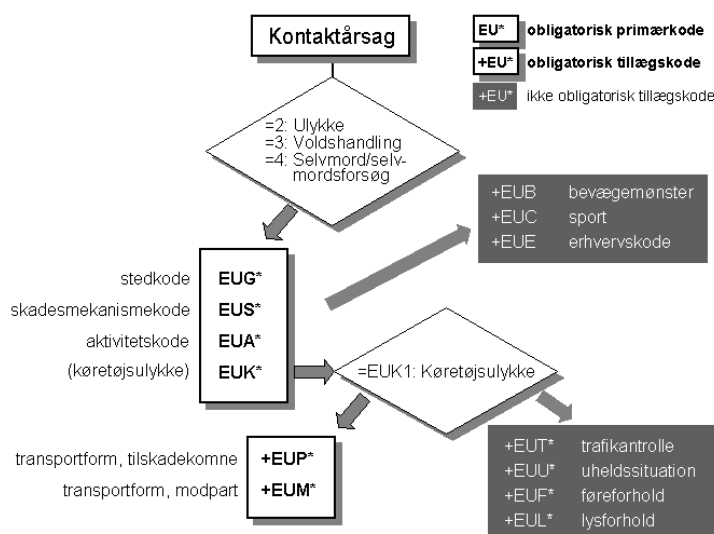 Kontaktårsag
EU* obligatorisk primærkode
+EU* obligatorisk tillægskode
+EU* ikke obligatorisk tillægskode
=2: Ulykke
=3: Voldshandling
=4: Selvmord/selv-
mordsforsøg
+EUB bevægemønster
+EUC sport
+EUE erhvervskode
stedkode EUG*
skadesmekanismekode EUS*
aktivitetskode EUA*
(køretøjsulykke) EUK*
=EUK1: Køretøjsulykke
transportform, tilskadekomne +EUP*
transportform, modpart +EUM*
+EUT* trafikantrolle
+EUU* uheldssituation
+EUF* føreforhold
+EUL* lysforhold